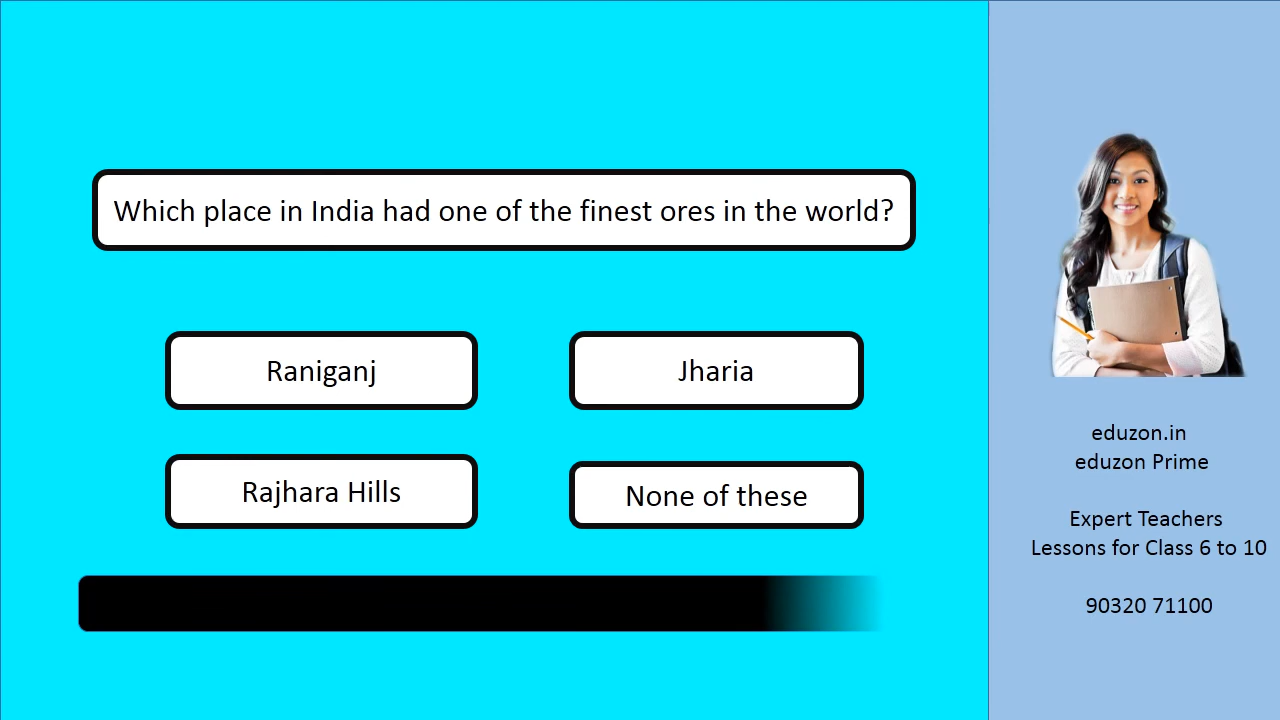 Which place in India had one of the finest ores in the world?
Raniganj
Jharia
Rajhara Hills
None of these
eduzon.in
eduzon Prime
Expert Teachers
Lessons for Class 6 to 10
90320 71100